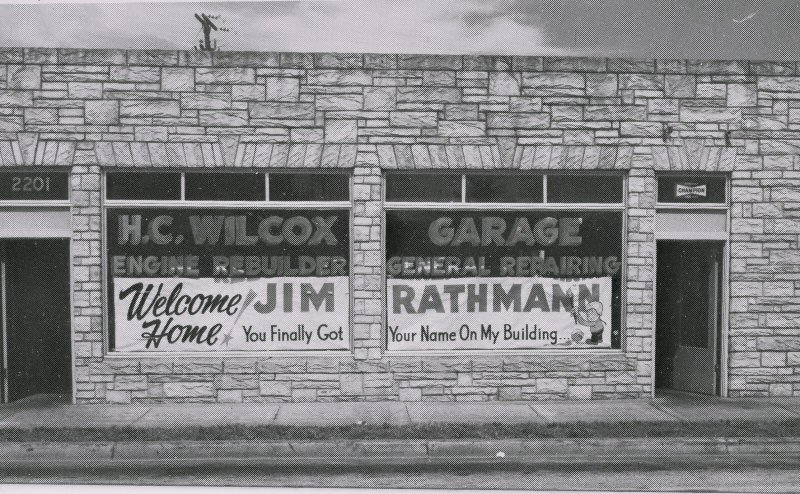 2201
CHAMPION
H.C. WILCOX GARAGE
ENGINE REBUILDER GENERAL REPAIRING
Welcome Home JIM RATHMANN
You Finally Got Your Name On My Building...